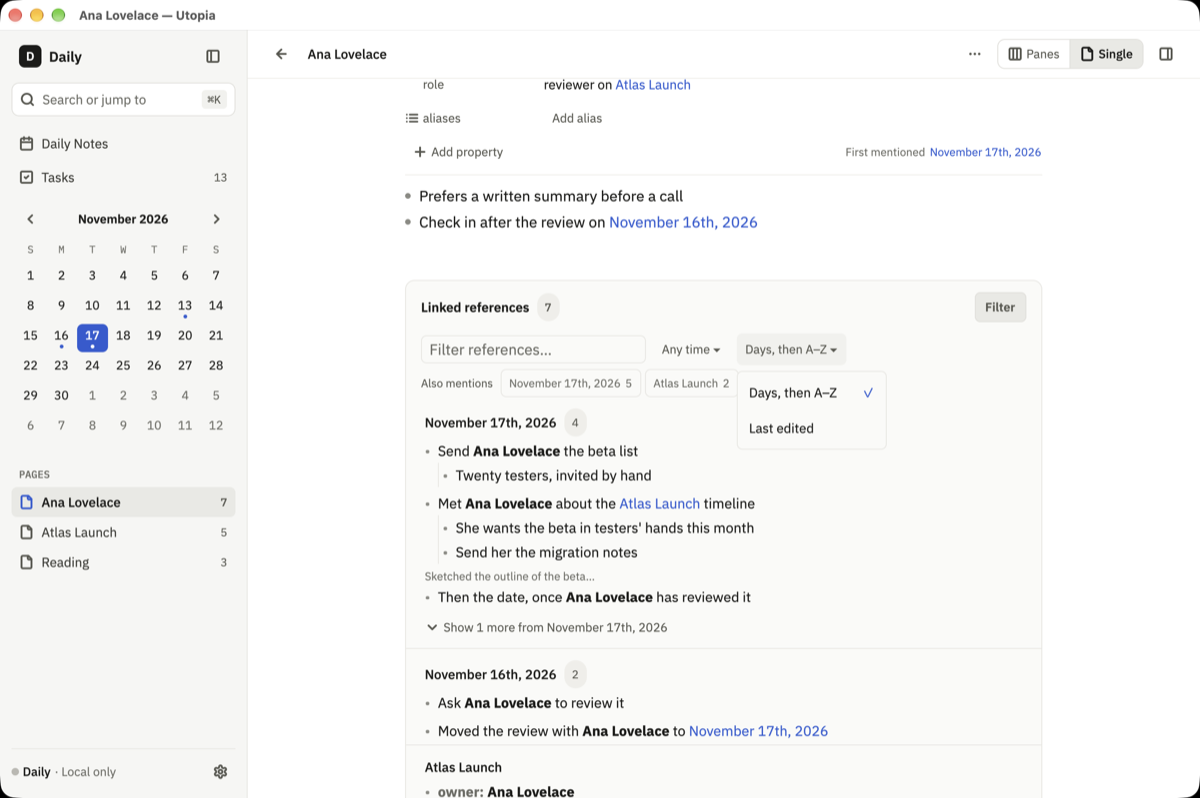 Ana Lovelace — Utopia
D Daily
Search or jump to ⌘K
Daily Notes
Tasks 13
November 2026
S M T W T F S
1 2 3 4 5 6 7
8 9 10 11 12 13 14
15 16 17 18 19 20 21
22 23 24 25 26 27 28
29 30 1 2 3 4 5
6 7 8 9 10 11 12
PAGES
Ana Lovelace 7
Atlas Launch 5
Reading 3
Daily · Local only
Ana Lovelace
Panes Single
role reviewer on Atlas Launch
aliases Add alias
Add property First mentioned November 17th, 2026
Prefers a written summary before a call
Check in after the review on November 16th, 2026
Linked references 7 Filter
Filter references... Any time Days, then A–Z
Also mentions November 17th, 2026 5 Atlas Launch 2
Days, then A–Z ✓
Last edited
November 17th, 2026 4
Send Ana Lovelace the beta list
Twenty testers, invited by hand
Met Ana Lovelace about the Atlas Launch timeline
She wants the beta in testers' hands this month
Send her the migration notes
Sketched the outline of the beta...
Then the date, once Ana Lovelace has reviewed it
Show 1 more from November 17th, 2026
November 16th, 2026 2
Ask Ana Lovelace to review it
Moved the review with Ana Lovelace to November 17th, 2026
Atlas Launch
owner: Ana Lovelace